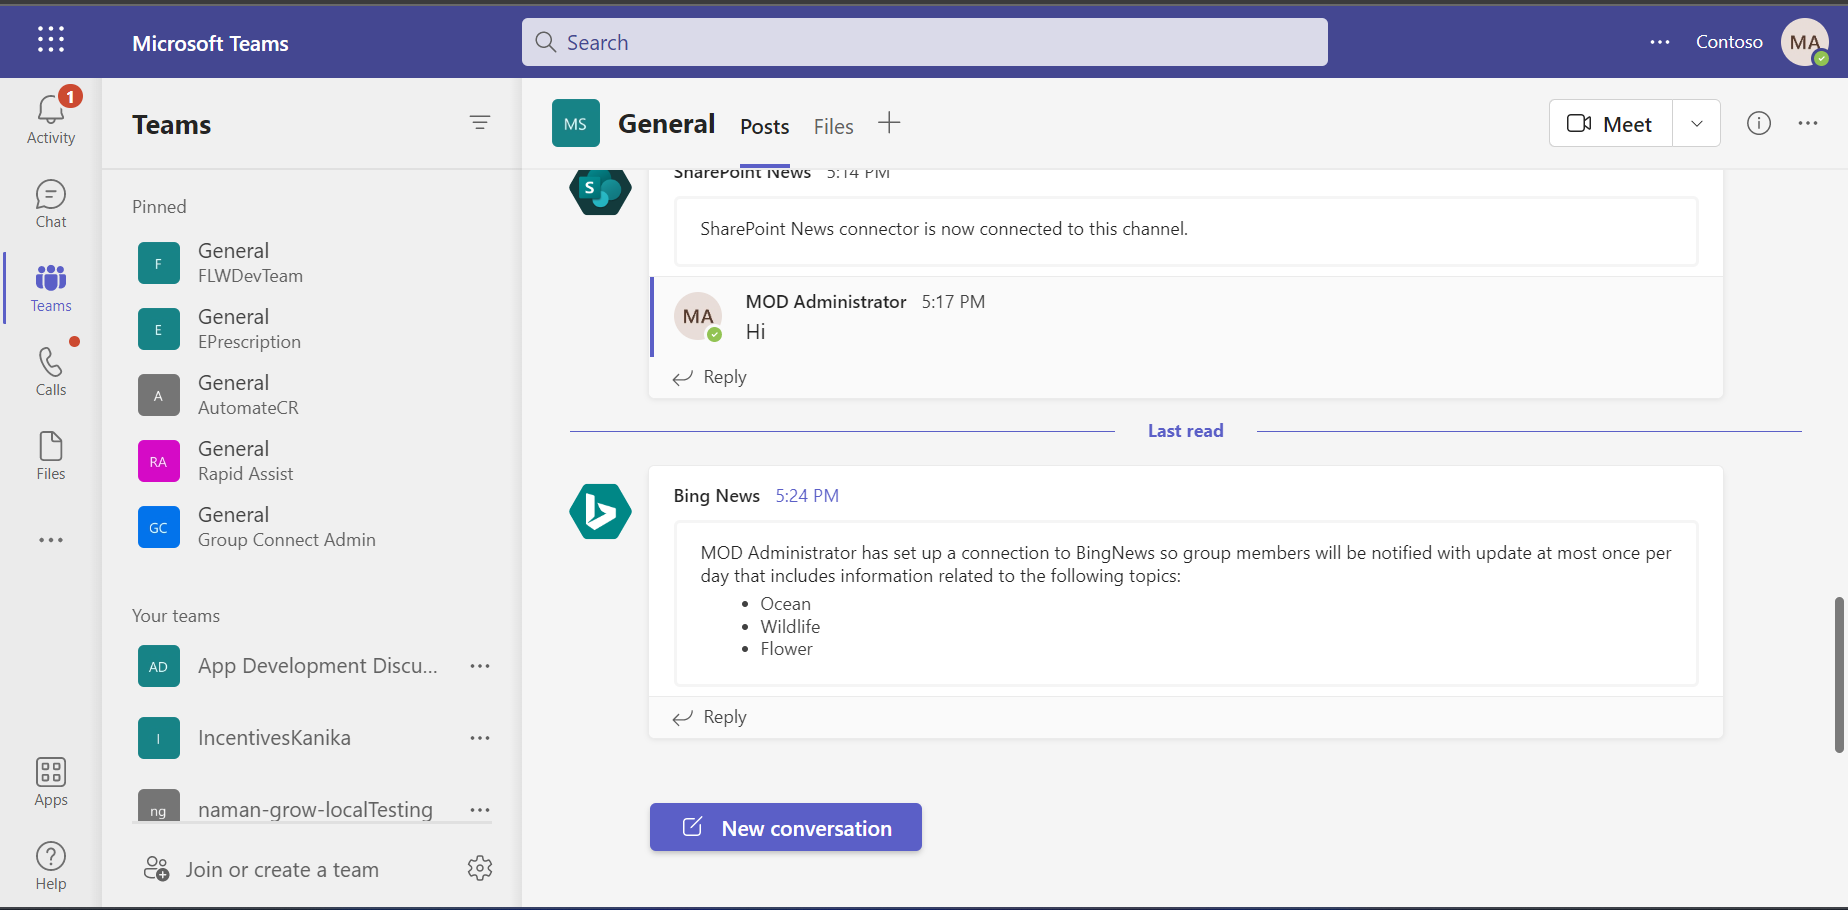 Microsoft Teams
Search
Contoso
MA
1
Activity
Chat
Teams
Calls
Files
Apps
Help
Teams
Pinned
F
General
FLWDevTeam
E
General
EPrescription
A
General
AutomateCR
RA
General
Rapid Assist
GC
General
Group Connect Admin
Your teams
AD
App Development Discu...
I
IncentivesKanika
ng
naman-grow-localTesting
Join or create a team
MS
General
Posts
Files
Meet
SharePoint News 5:14 PM
S
SharePoint News connector is now connected to this channel.
MA
MOD Administrator 5:17 PM
Hi
Reply
Last read
Bing News 5:24 PM
MOD Administrator has set up a connection to BingNews so group members will be notified with update at most once per
day that includes information related to the following topics:
• Ocean
• Wildlife
• Flower
Reply
New conversation